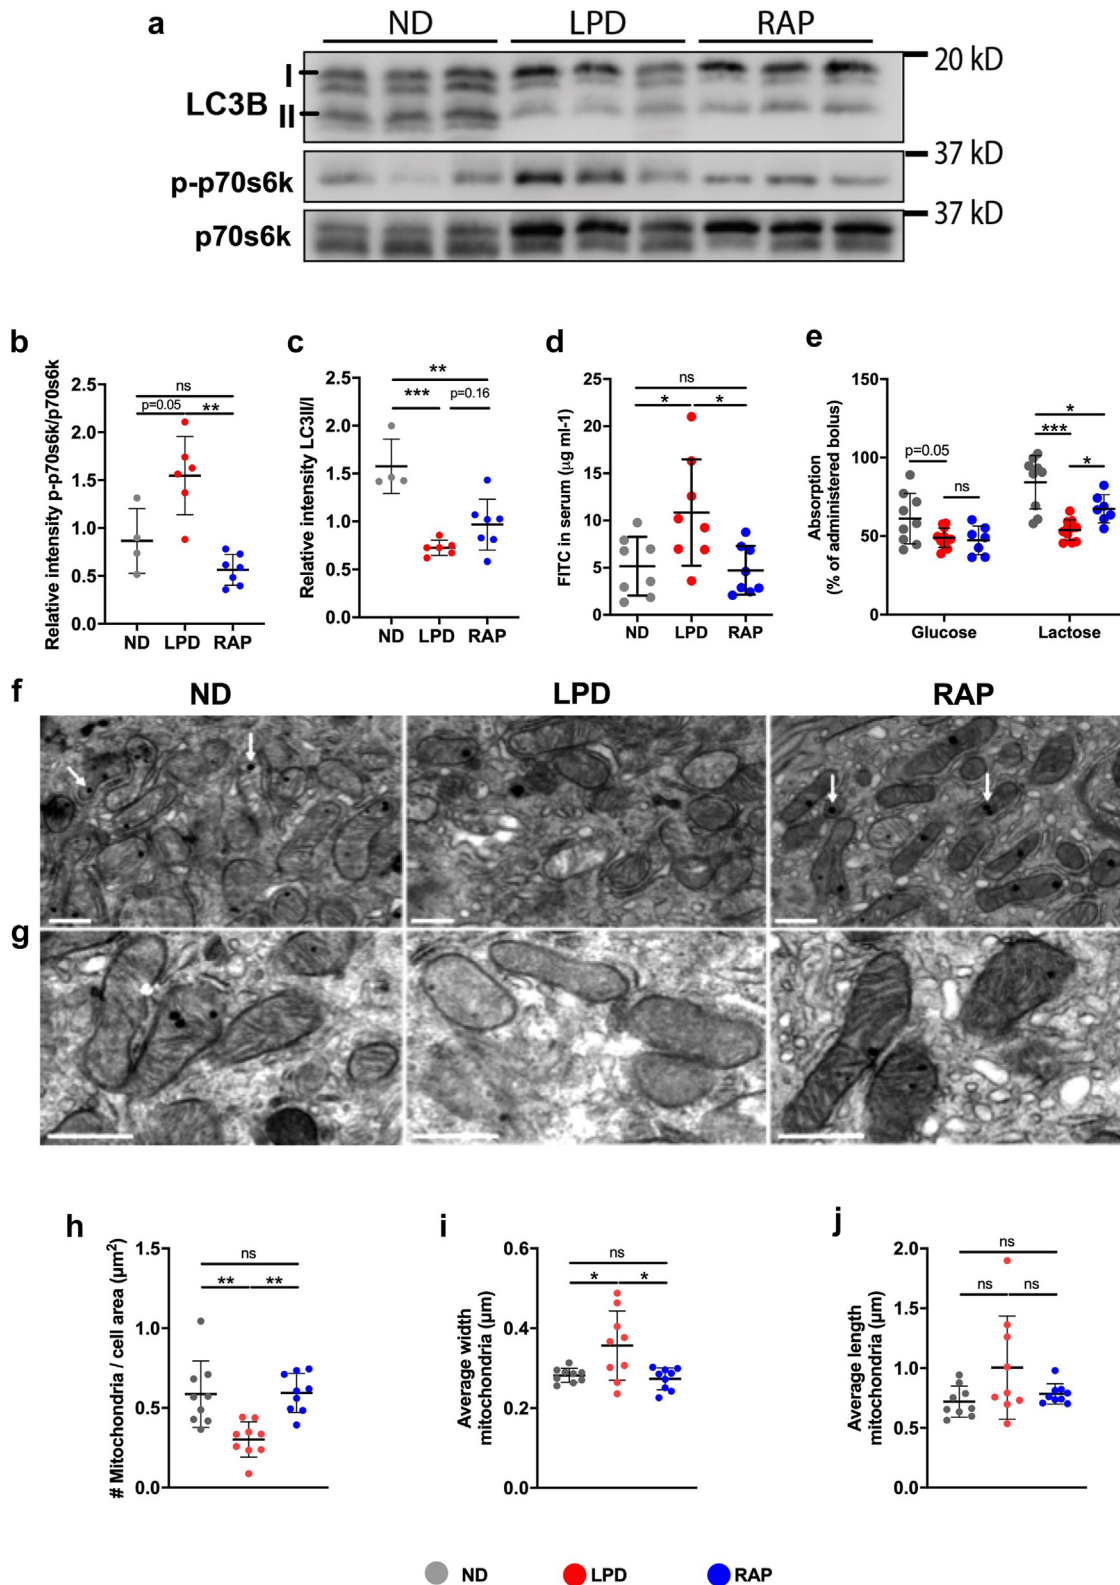 a
ND LPD RAP
I
LC3B
II
20 kD
37 kD
p-p70s6k
37 kD
p70s6k
b
Relative intensity p-p70s6k/p70s6k
2.5
2.0
1.5
1.0
0.5
0.0
ns
p=0.05 **
ND LPD RAP
c
Relative intensity LC3II/I
2.5
2.0
1.5
1.0
0.5
0.0
**
*** p=0.16
ND LPD RAP
d
FITC in serum (µg ml-1)
25
20
15
10
5
0
ns
* *
ND LPD RAP
e
Absorption
(% of administered bolus)
150
100
50
0
p=0.05
ns
*
***
*
Glucose Lactose
f
ND LPD RAP
g
h
# Mitochondria / cell area (µm²)
1.5
1.0
0.5
0.0
ns
** **
i
Average width
mitochondria (µm)
0.6
0.4
0.2
0.0
ns
* *
j
Average length
mitochondria (µm)
2.0
1.5
1.0
0.5
0.0
ns
ns ns
ND LPD RAP